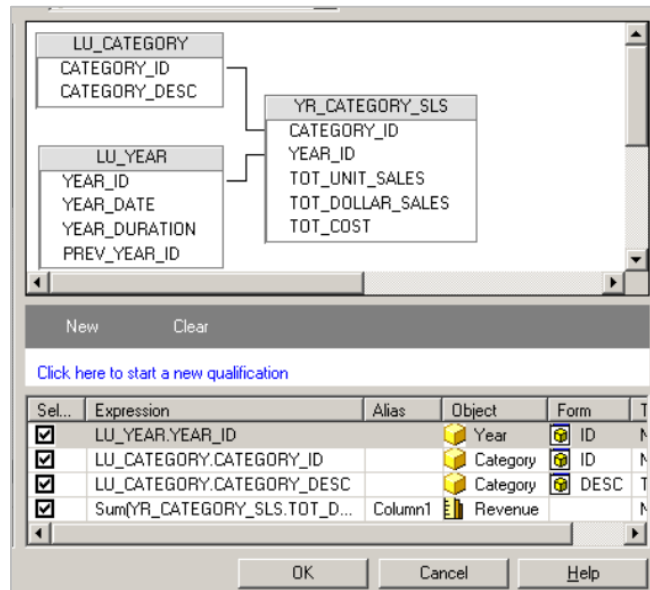 LU_CATEGORY
CATEGORY_ID
CATEGORY_DESC
YR_CATEGORY_SLS
CATEGORY_ID
YEAR_ID
TOT_UNIT_SALES
TOT_DOLLAR_SALES
TOT_COST
LU_YEAR
YEAR_ID
YEAR_DATE
YEAR_DURATION
PREV_YEAR_ID
New Clear
Click here to start a new qualification
Sel... Expression Alias Object Form
LU_YEAR.YEAR_ID Year ID
LU_CATEGORY.CATEGORY_ID Category ID
LU_CATEGORY.CATEGORY_DESC Category DESC
Sum(YR_CATEGORY_SLS.TOT_D... Column1 Revenue
OK Cancel Help